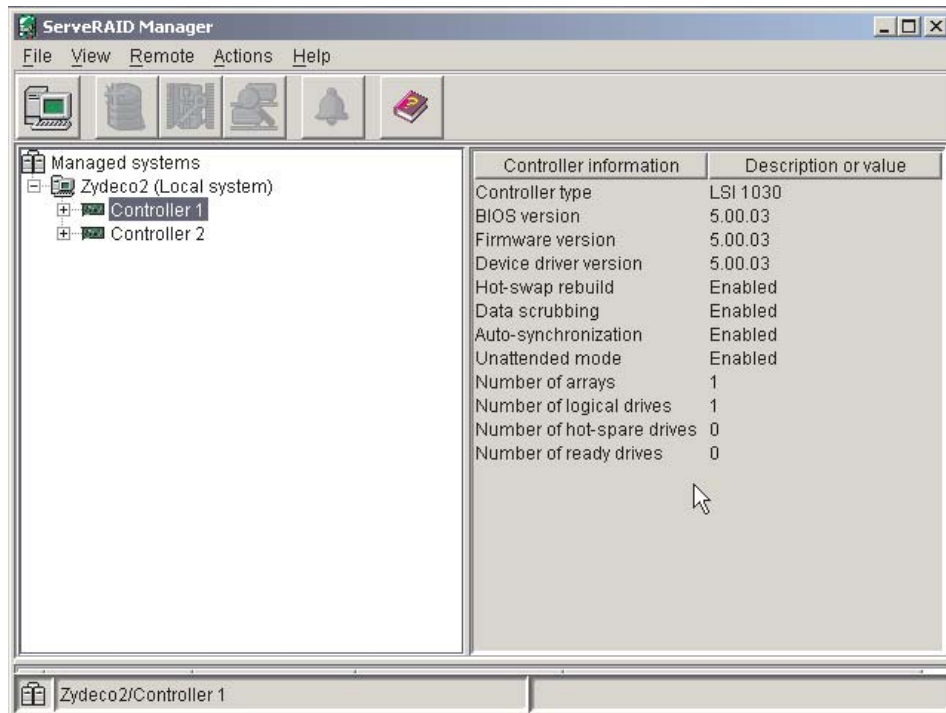 ServeRAID Manager
File View Remote Actions Help
Managed systems
Zydeco2 (Local system)
Controller 1
Controller 2
Controller information Description or value
Controller type LSI 1030
BIOS version 5.00.03
Firmware version 5.00.03
Device driver version 5.00.03
Hot-swap rebuild Enabled
Data scrubbing Enabled
Auto-synchronization Enabled
Unattended mode Enabled
Number of arrays 1
Number of logical drives 1
Number of hot-spare drives 0
Number of ready drives 0
Zydeco2/Controller 1